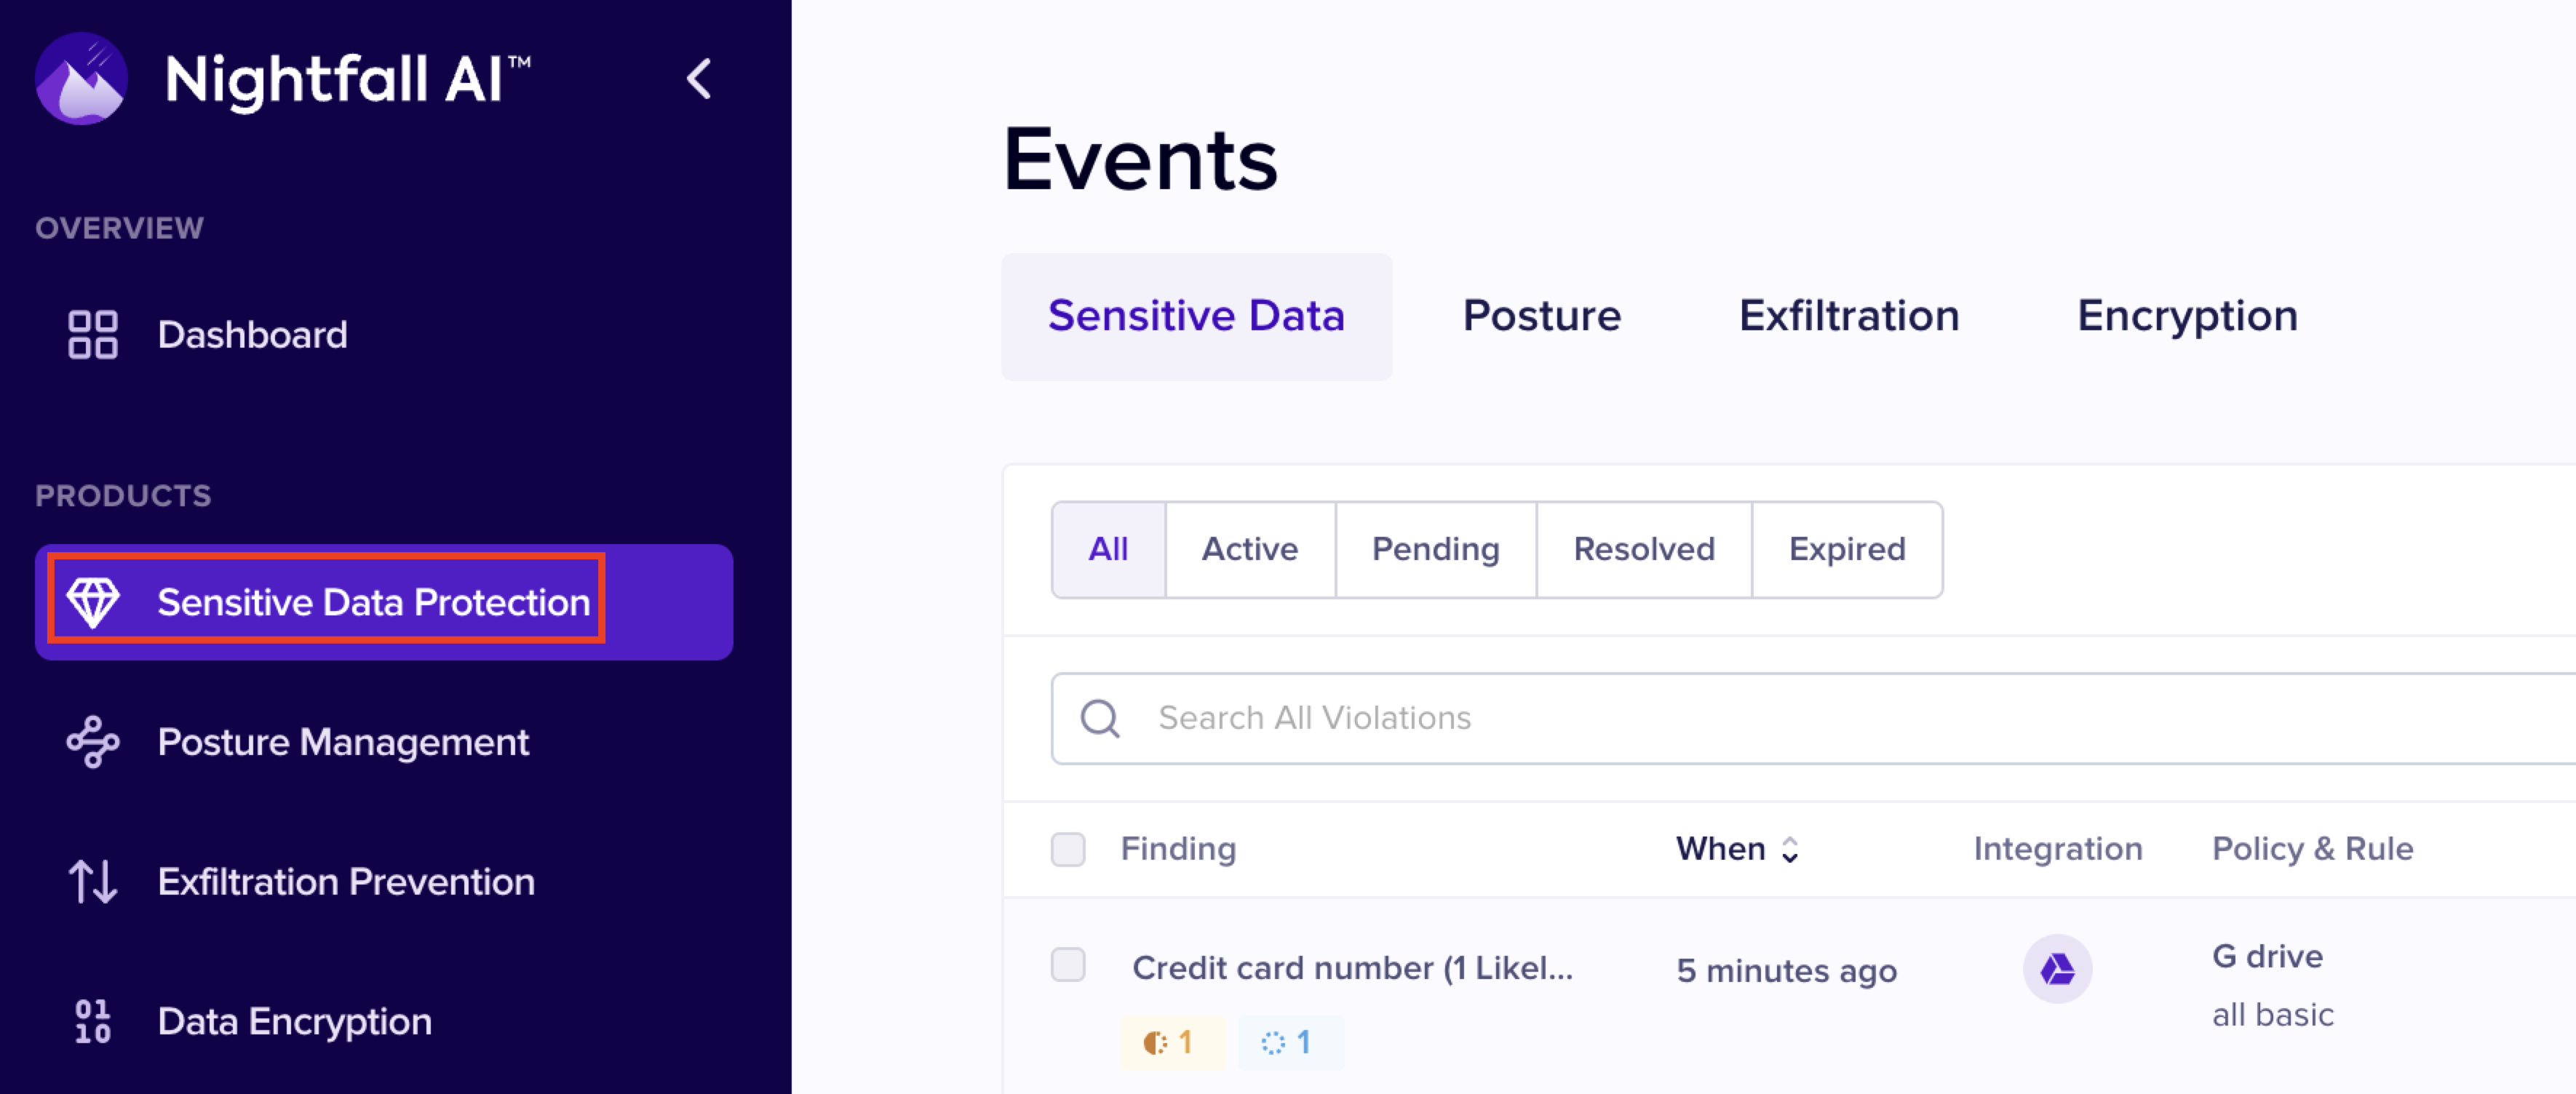 Nightfall AI™
OVERVIEW
Dashboard
PRODUCTS
Sensitive Data Protection
Posture Management
Exfiltration Prevention
Data Encryption
Events
Sensitive Data Posture Exfiltration Encryption
All Active Pending Resolved Expired
Search All Violations
Finding When Integration Policy & Rule
Credit card number (1 Likel... 5 minutes ago G drive
all basic
1 1